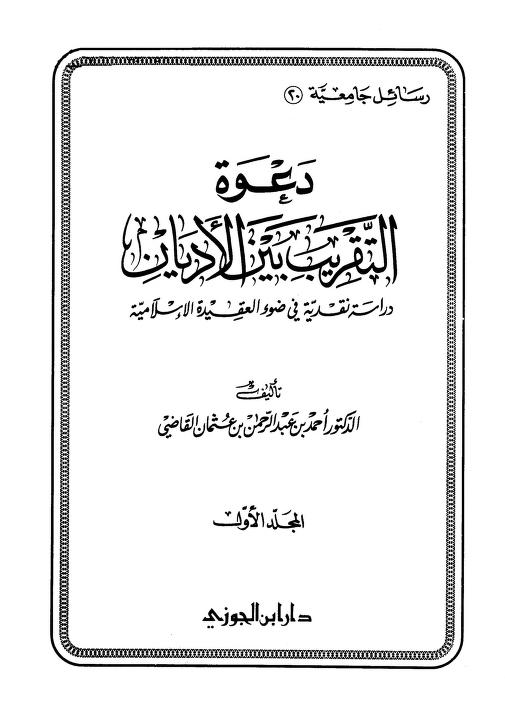 رسائل جامعية ٢٠
دعوة
التقريب بين الأديان
دراسة نقدية في ضوء العقيدة الإسلامية
تأليف
الدكتور أحمد بن عبد الرحمن بن عثمان القاضي
المجلد الأول
دار ابن الجوزي